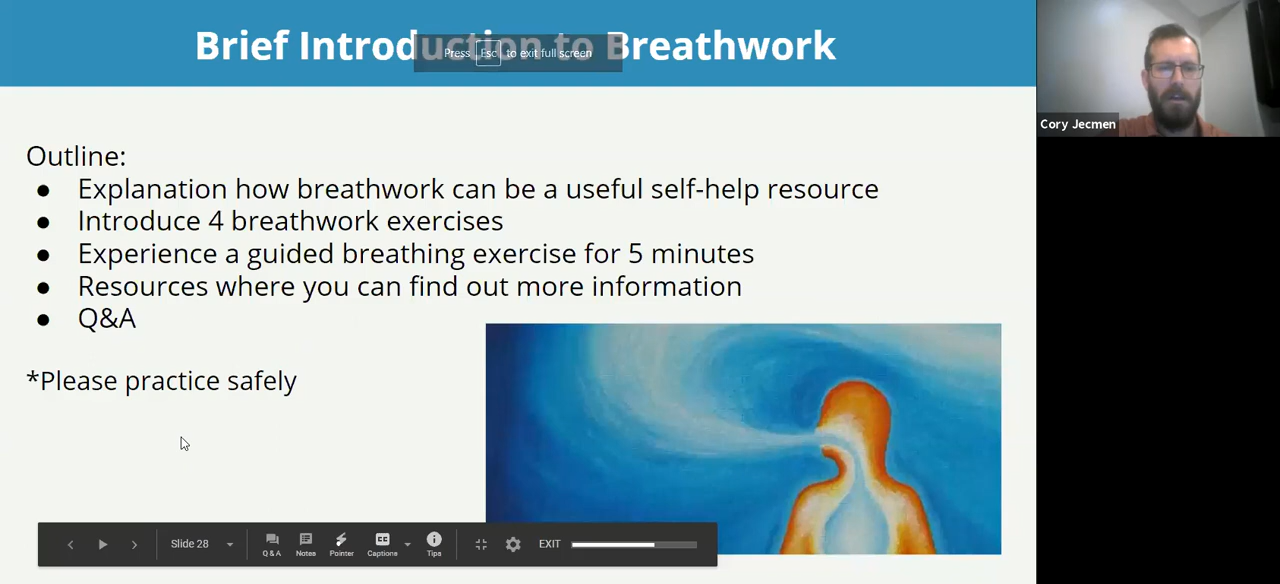 Brief Introduction to Breathwork
Press Esc to exit full screen
Cory Jecmen
Outline:
● Explanation how breathwork can be a useful self-help resource
● Introduce 4 breathwork exercises
● Experience a guided breathing exercise for 5 minutes
● Resources where you can find out more information
● Q&A
*Please practice safely
Slide 28
Q & A
Notes
Pointer
Captions
Tips
EXIT